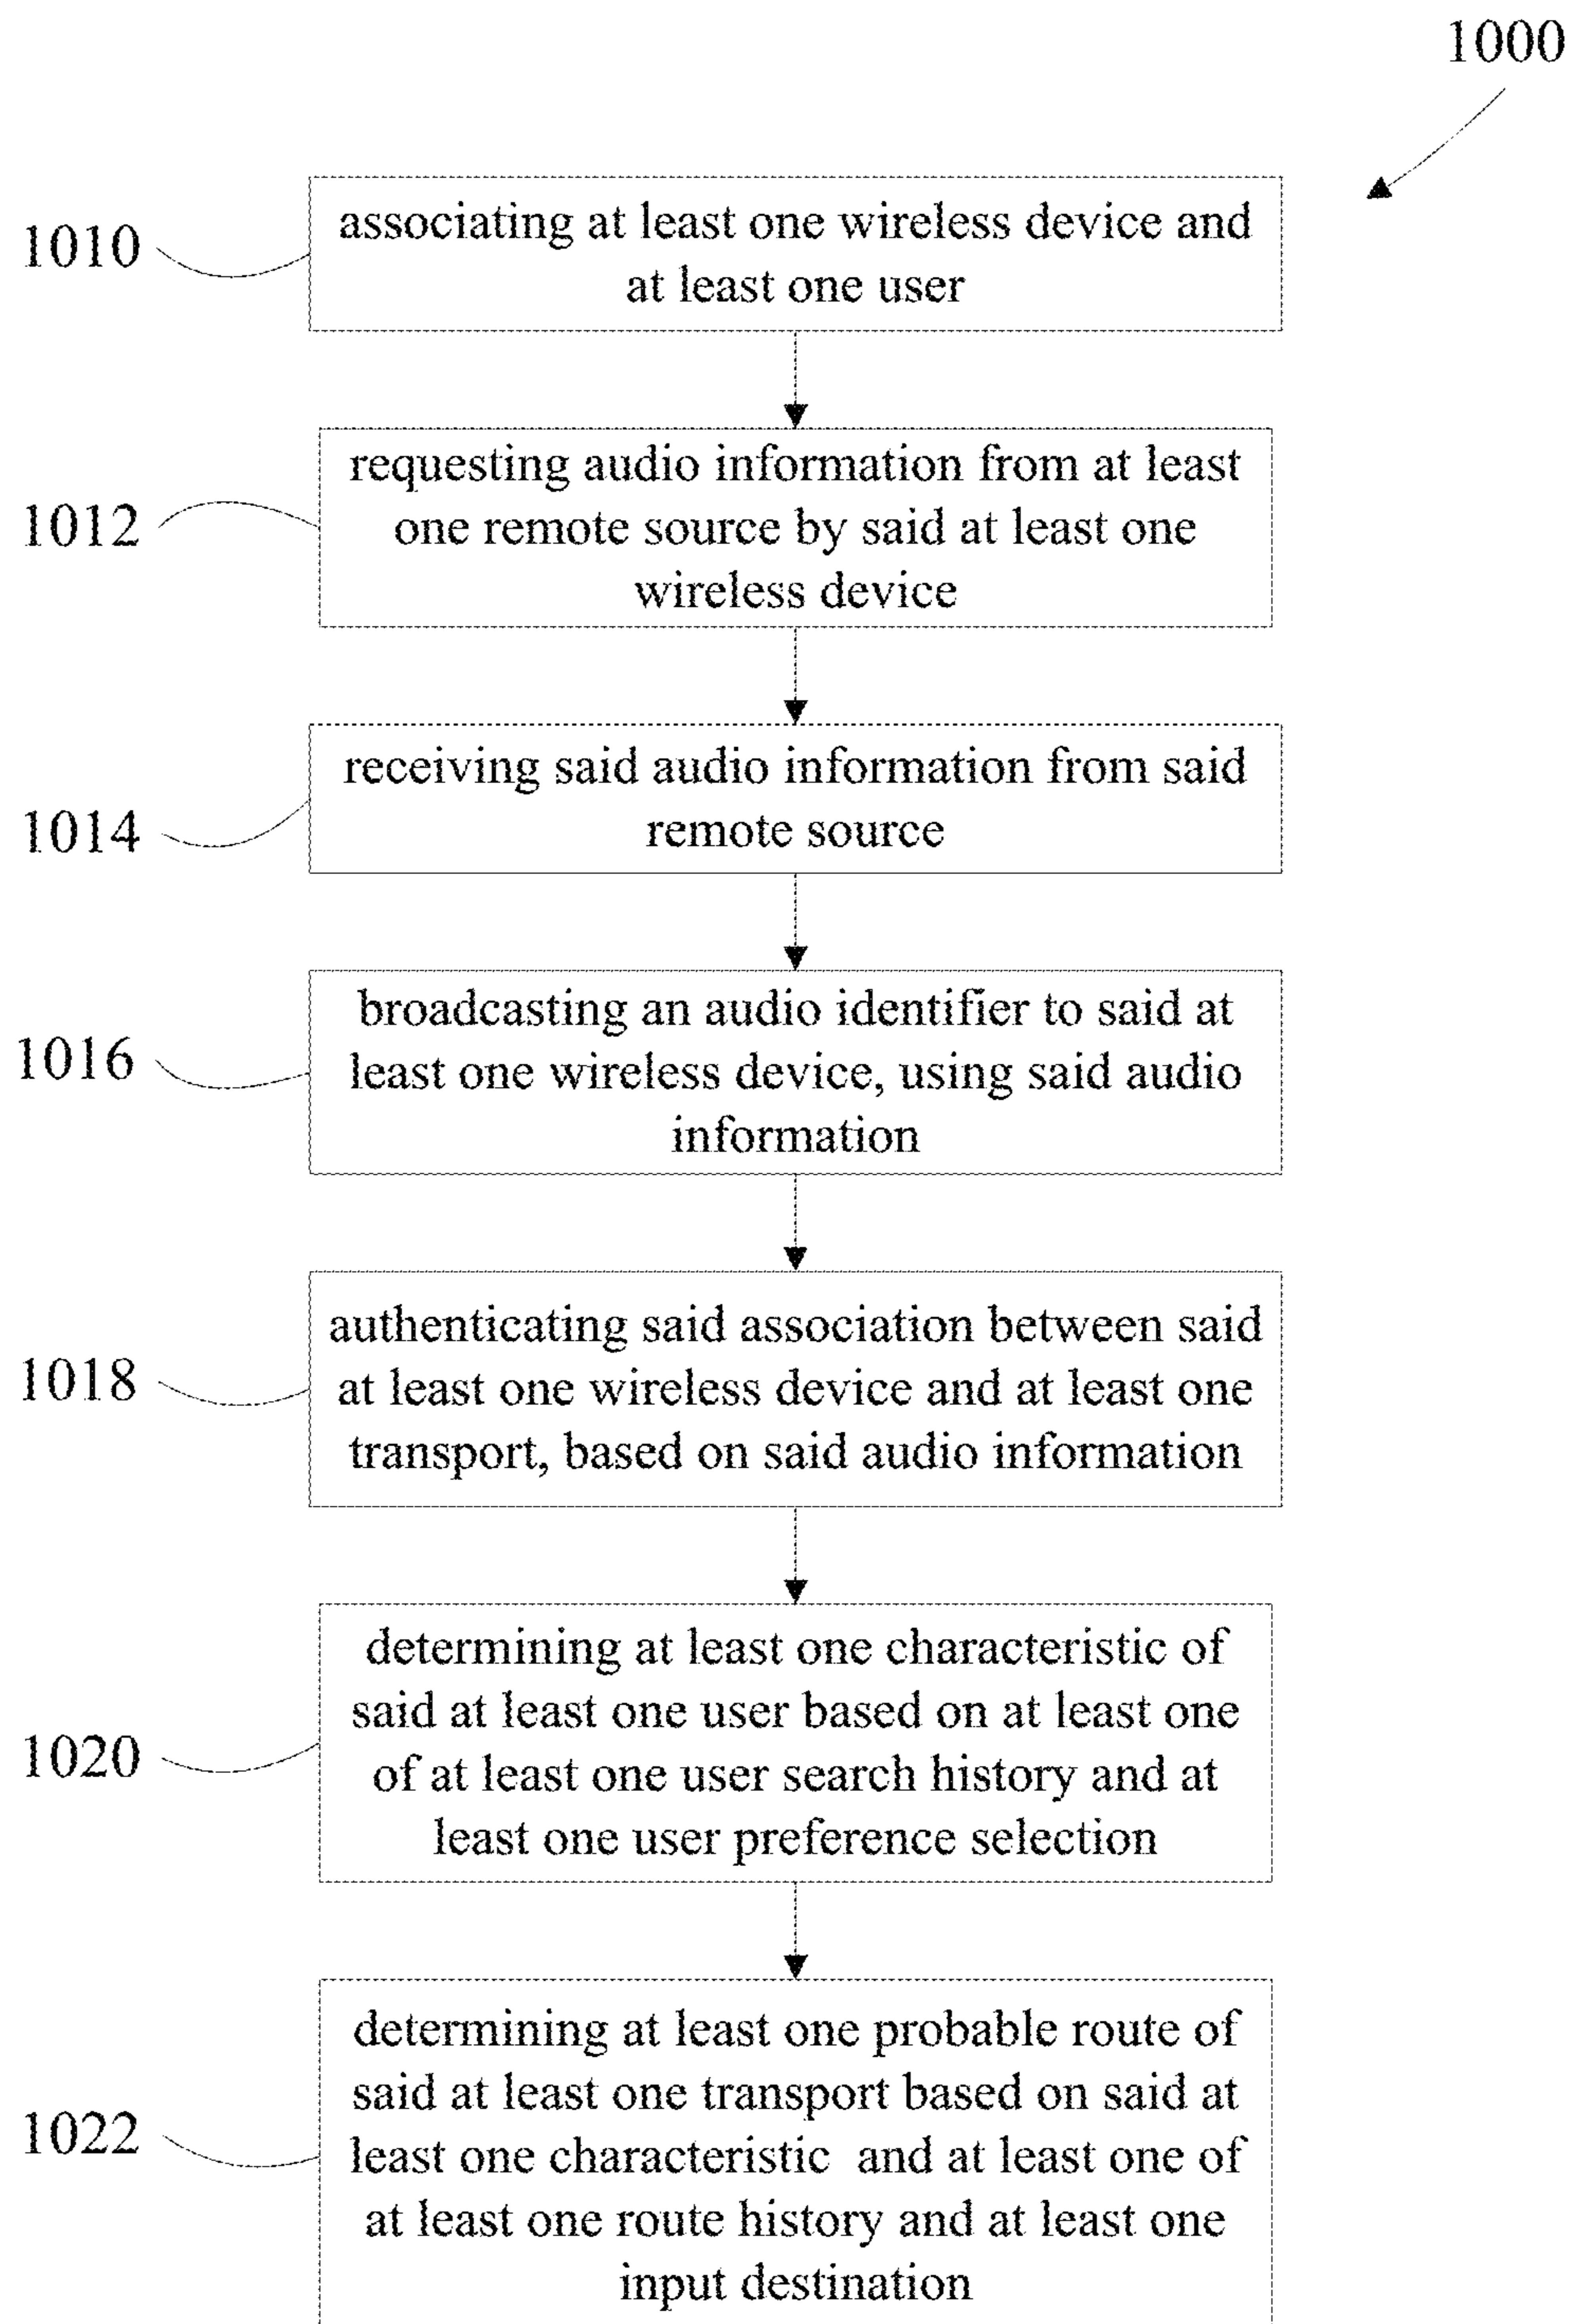 1000
1010
associating at least one wireless device and
at least one user
1012
requesting audio information from at least
one remote source by said at least one
wireless device
1014
receiving said audio information from said
remote source
1016
broadcasting an audio identifier to said at
least one wireless device, using said audio
information
1018
authenticating said association between said
at least one wireless device and at least one
transport, based on said audio information
1020
determining at least one characteristic of
said at least one user based on at least one
of at least one user search history and at
least one user preference selection
1022
determining at least one probable route of
said at least one transport based on said at
least one characteristic and at least one of
at least one route history and at least one
input destination